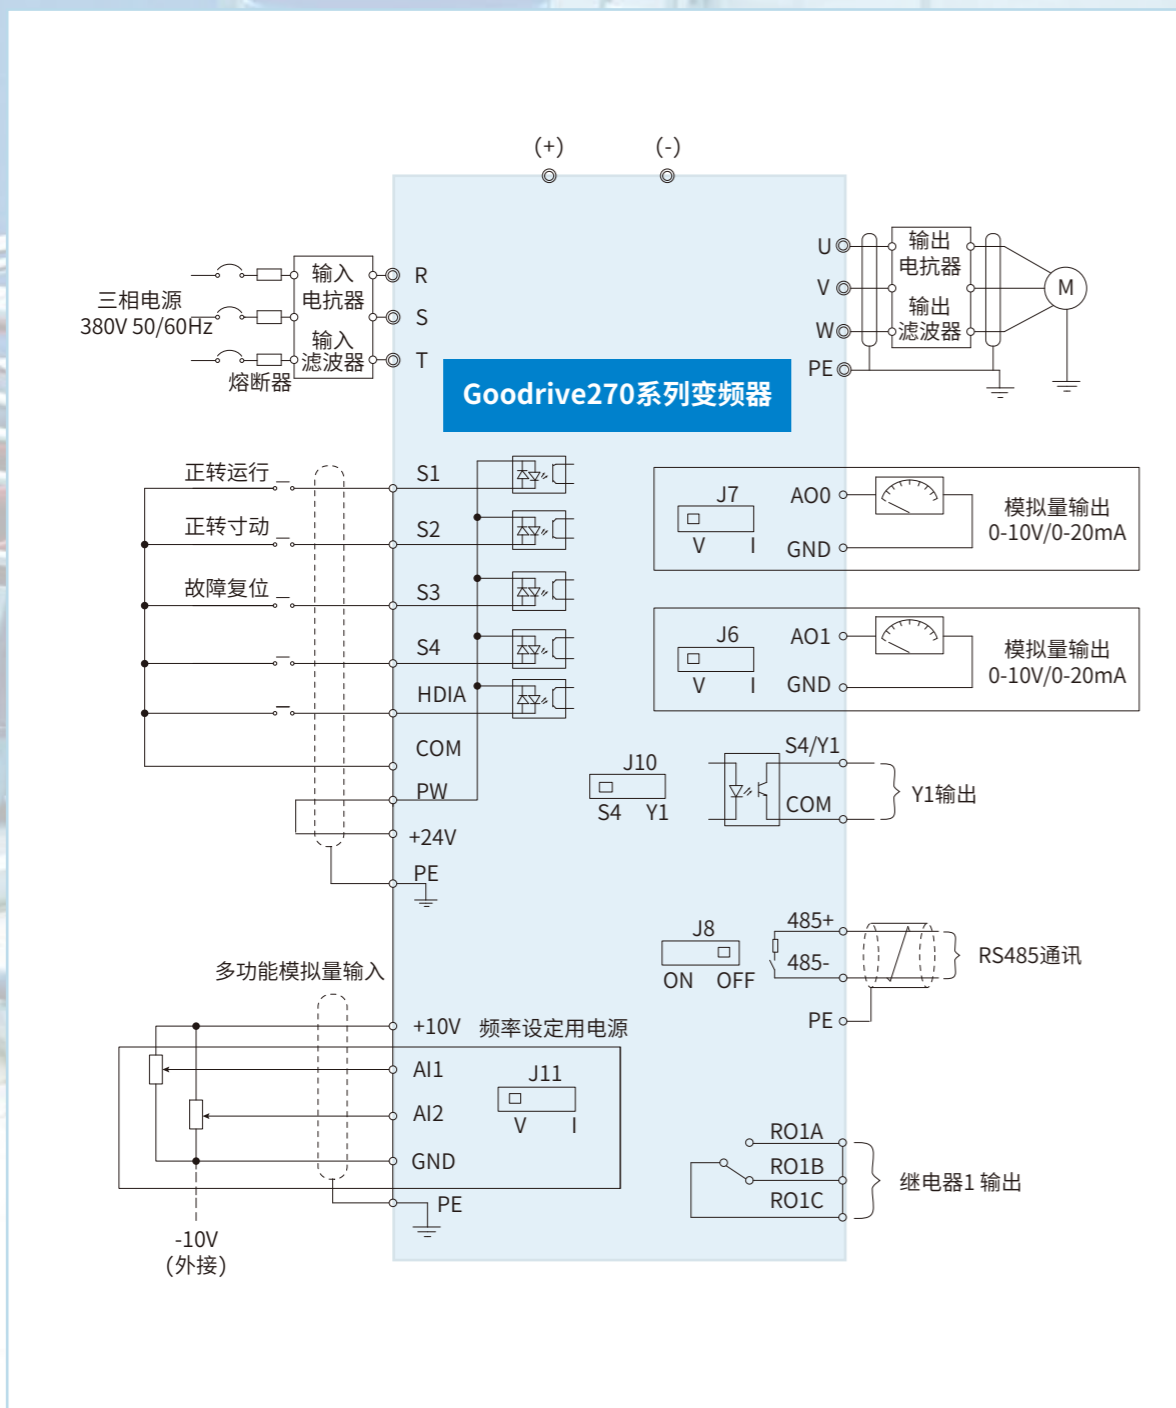 (+)
(-)
三相电源
380V 50/60Hz
熔断器
输入
电抗器
输入
滤波器
R
S
T
U
V
W
PE
输出
电抗器
输出
滤波器
M
Goodrive270系列变频器
正转运行
正转寸动
故障复位
S1
S2
S3
S4
HDIA
COM
PW
+24V
PE
J7
V I
AO0
GND
模拟量输出
0-10V/0-20mA
J6
V I
AO1
GND
模拟量输出
0-10V/0-20mA
J10
S4 Y1
S4/Y1
COM
Y1输出
J8
ON OFF
485+
485-
PE
RS485通讯
多功能模拟量输入
+10V 频率设定用电源
AI1
AI2
GND
PE
J11
V I
-10V
(外接)
RO1A
RO1B
RO1C
继电器1 输出